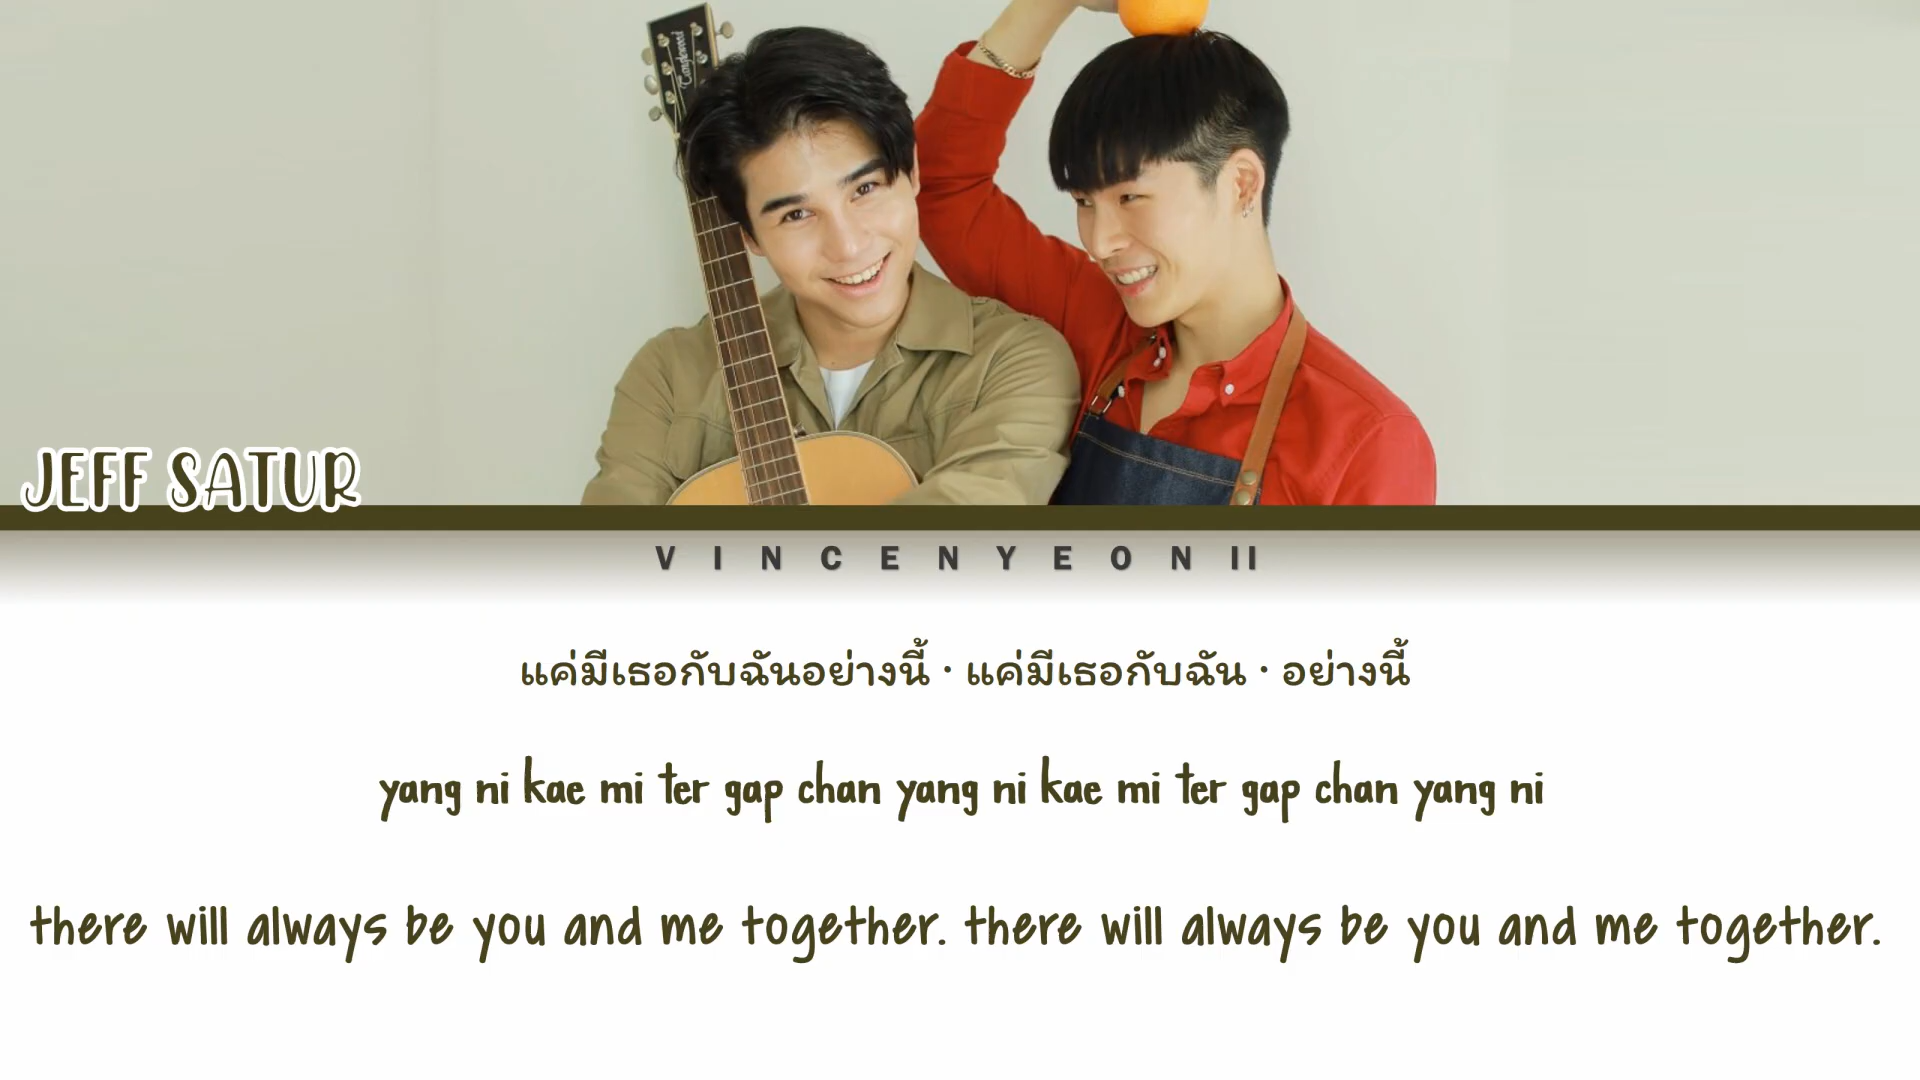 Tanglewood
JEFF SATUR
VINCENYEON II
แค่มีเธอกับฉันอย่างนี้ · แค่มีเธอกับฉัน · อย่างนี้
yang ni kae mi ter gap chan yang ni kae mi ter gap chan yang ni
there will always be you and me together. there will always be you and me together.